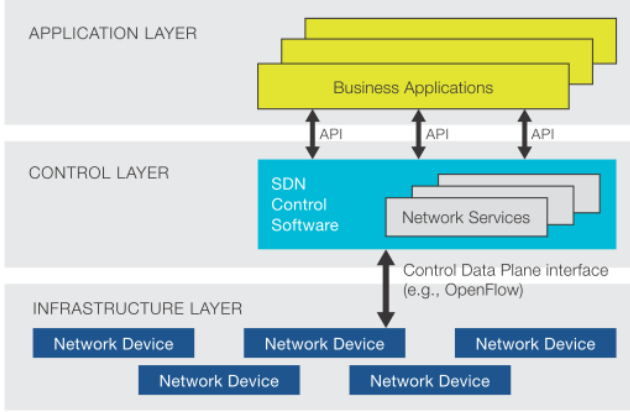 APPLICATION LAYER
Business Applications
API
API
API
CONTROL LAYER
SDN
Control
Software
Network Services
Control Data Plane interface
(e.g., OpenFlow)
INFRASTRUCTURE LAYER
Network Device
Network Device
Network Device
Network Device
Network Device